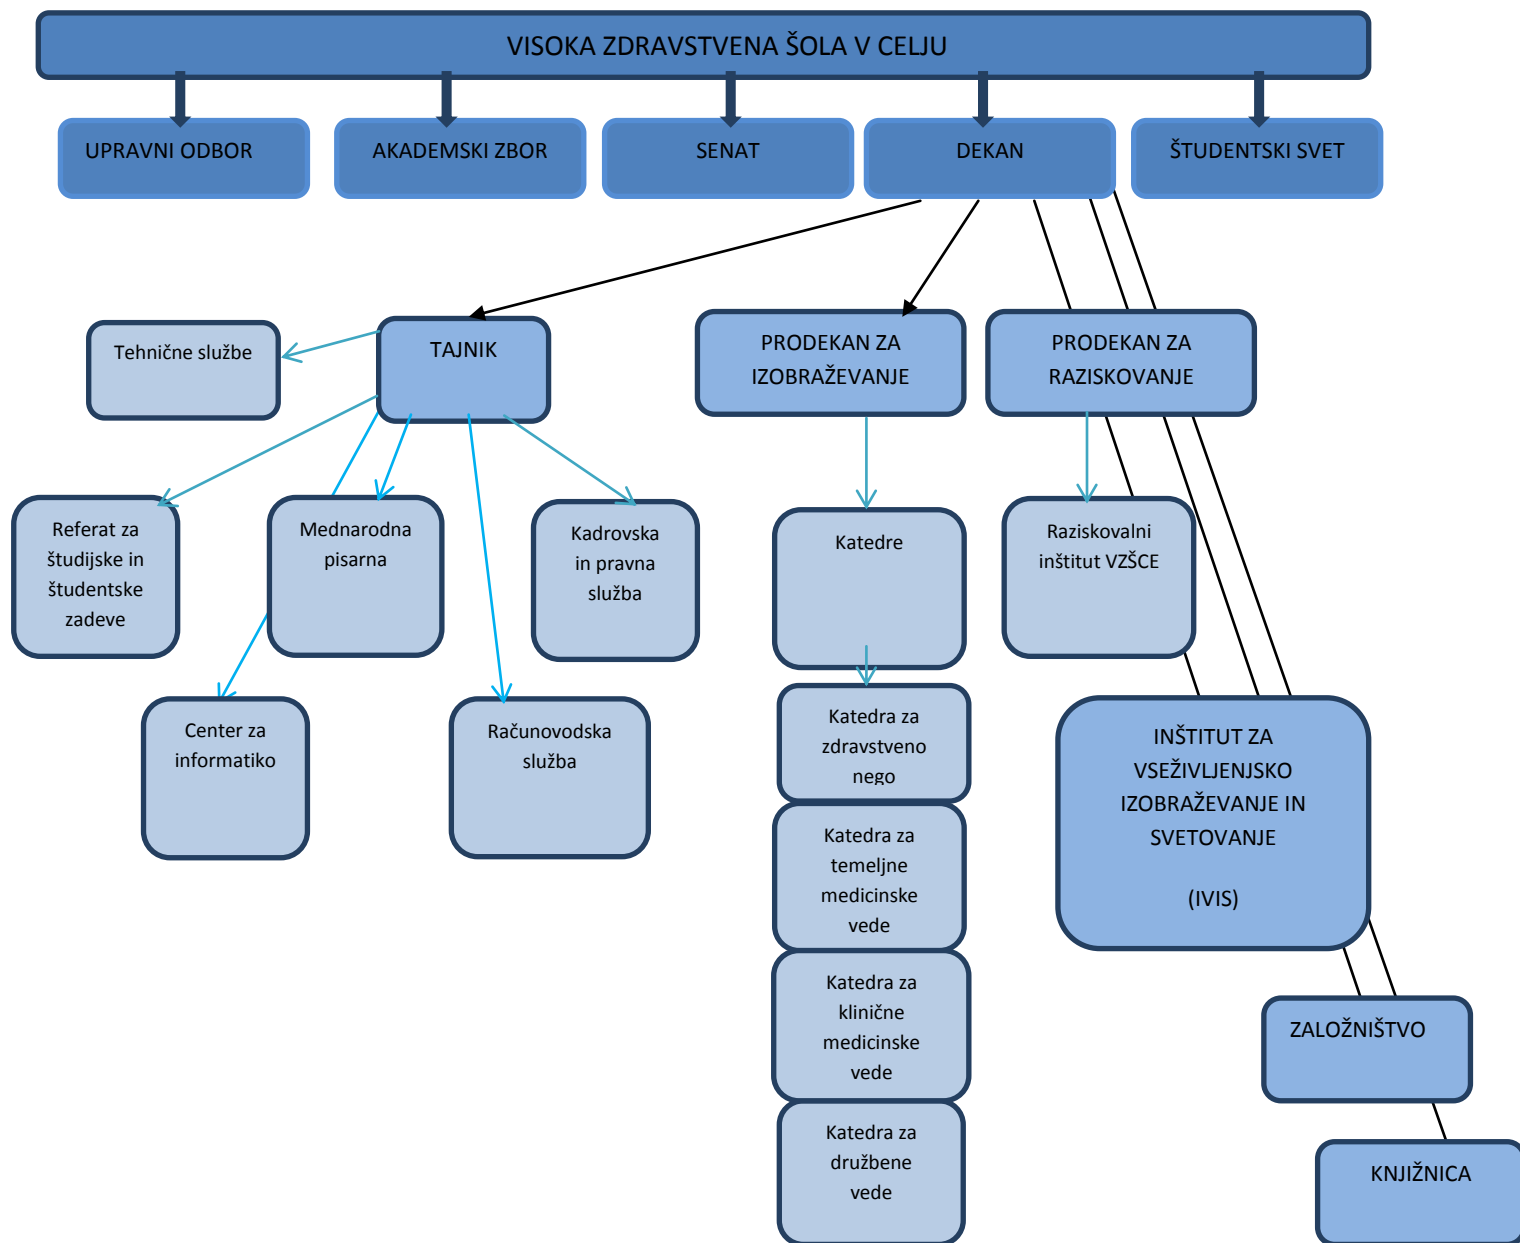 VISOKA ZDRAVSTVENA ŠOLA V CELJU
UPRAVNI ODBOR
AKADEMSKI ZBOR
SENAT
DEKAN
ŠTUDENTSKI SVET
Tehnične službe
TAJNIK
PRODEKAN ZA
IZOBRAŽEVANJE
PRODEKAN ZA
RAZISKOVANJE
Referat za
študijske in
študentske
zadeve
Mednarodna
pisarna
Kadrovska
in pravna
služba
Katedre
Raziskovalni
inštitut VZŠCE
Center za
informatiko
Računovodska
služba
Katedra za
zdravstveno
nego
INŠTITUT ZA
VSEŽIVLJENJSKO
IZOBRAŽEVANJE IN
SVETOVANJE
(IVIS)
Katedra za
temeljne
medicinske
vede
Katedra za
klinične
medicinske
vede
ZALOŽNIŠTVO
Katedra za
družbene
vede
KNJIŽNICA